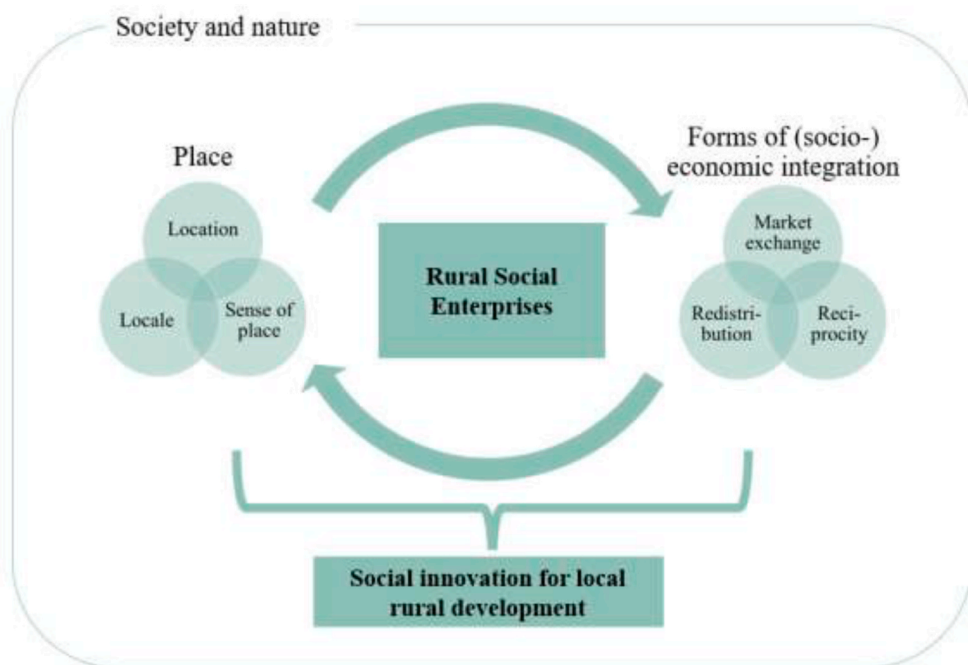 Society and nature
Place
Location
Locale
Sense of
place
Rural Social
Enterprises
Forms of (socio-)
economic integration
Market
exchange
Redistri-
bution
Reci-
procity
Social innovation for local
rural development